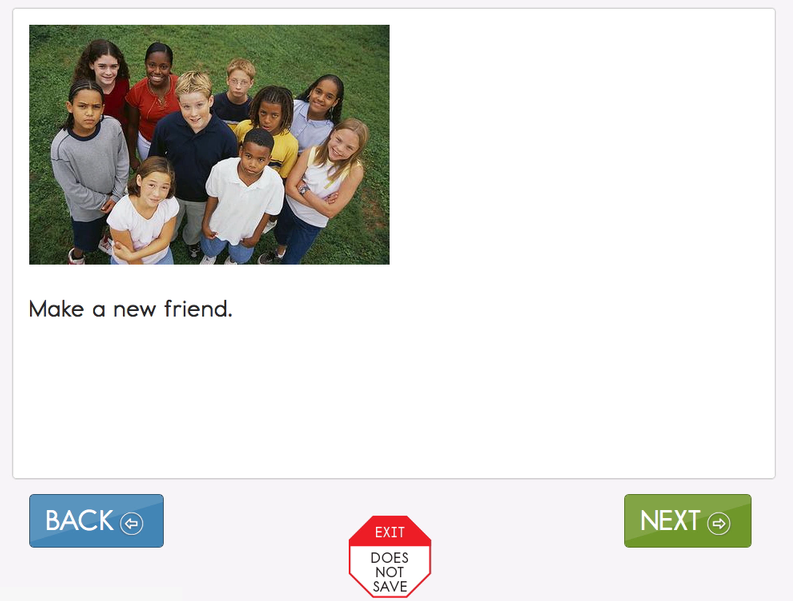 Make a new friend.
BACK
NEXT
EXIT
DOES
NOT
SAVE